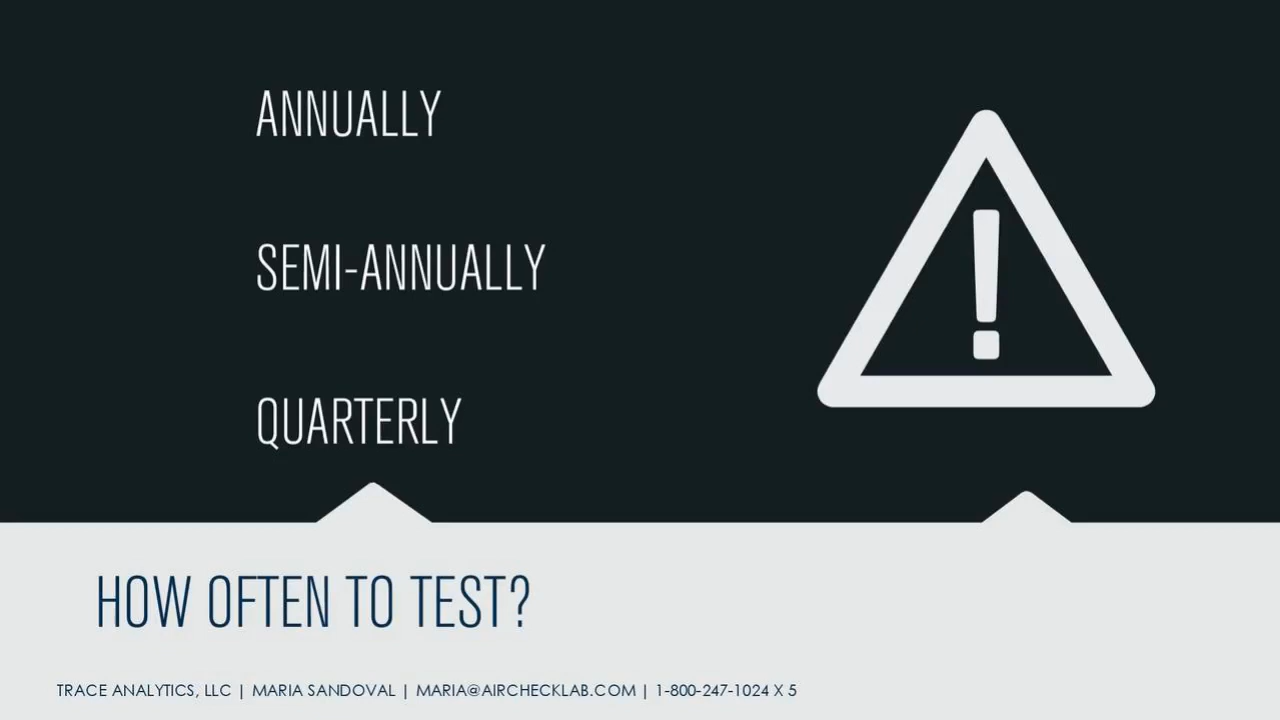 ANNUALLY
SEMI-ANNUALLY
QUARTERLY
HOW OFTEN TO TEST?
TRACE ANALYTICS, LLC | MARIA SANDOVAL | MARIA@AIRCHECKLAB.COM | 1-800-247-1024 X 5